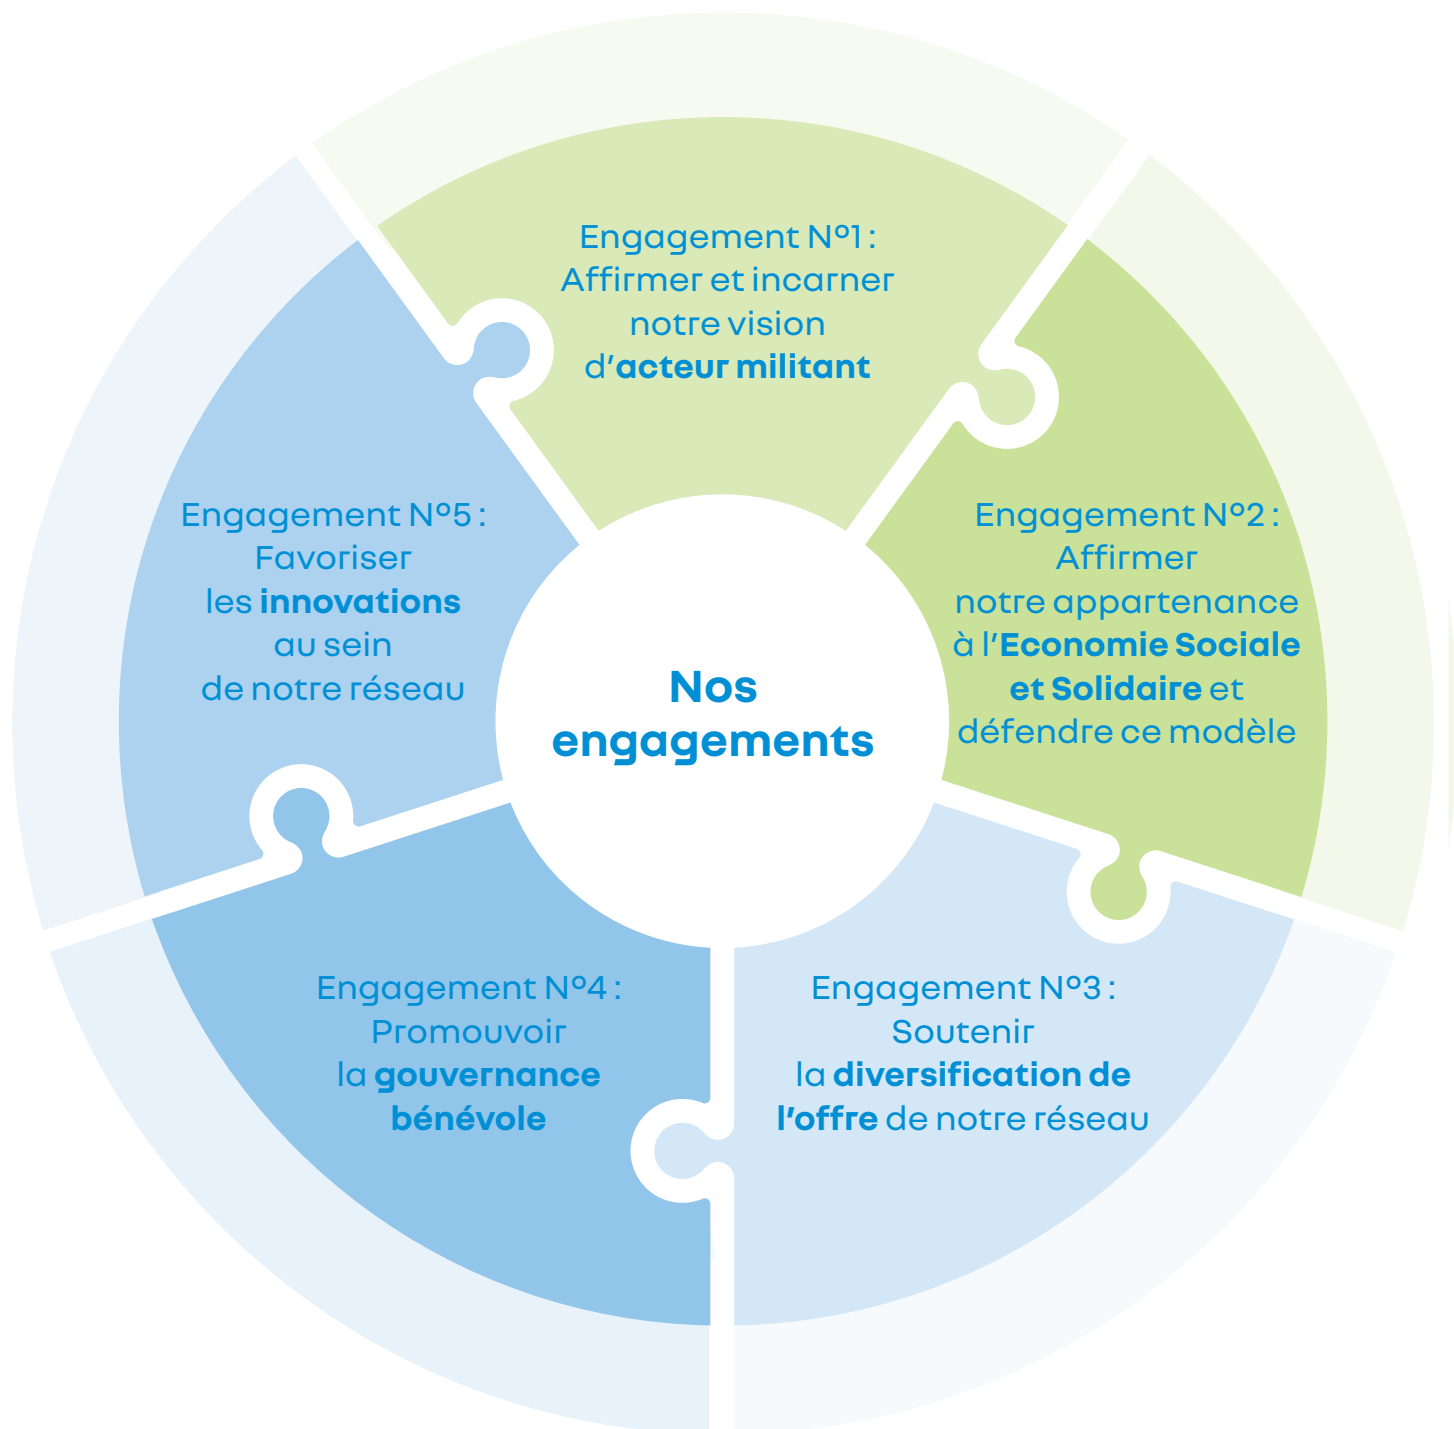 Nos
engagements
Engagement N°1 :
Affirmer et incarner
notre vision
d'acteur militant
Engagement N°2 :
Affirmer
notre appartenance
à l'Economie Sociale
et Solidaire et
défendre ce modèle
Engagement N°3 :
Soutenir
la diversification de
l'offre de notre réseau
Engagement N°4 :
Promouvoir
la gouvernance
bénévole
Engagement N°5 :
Favoriser
les innovations
au sein
de notre réseau